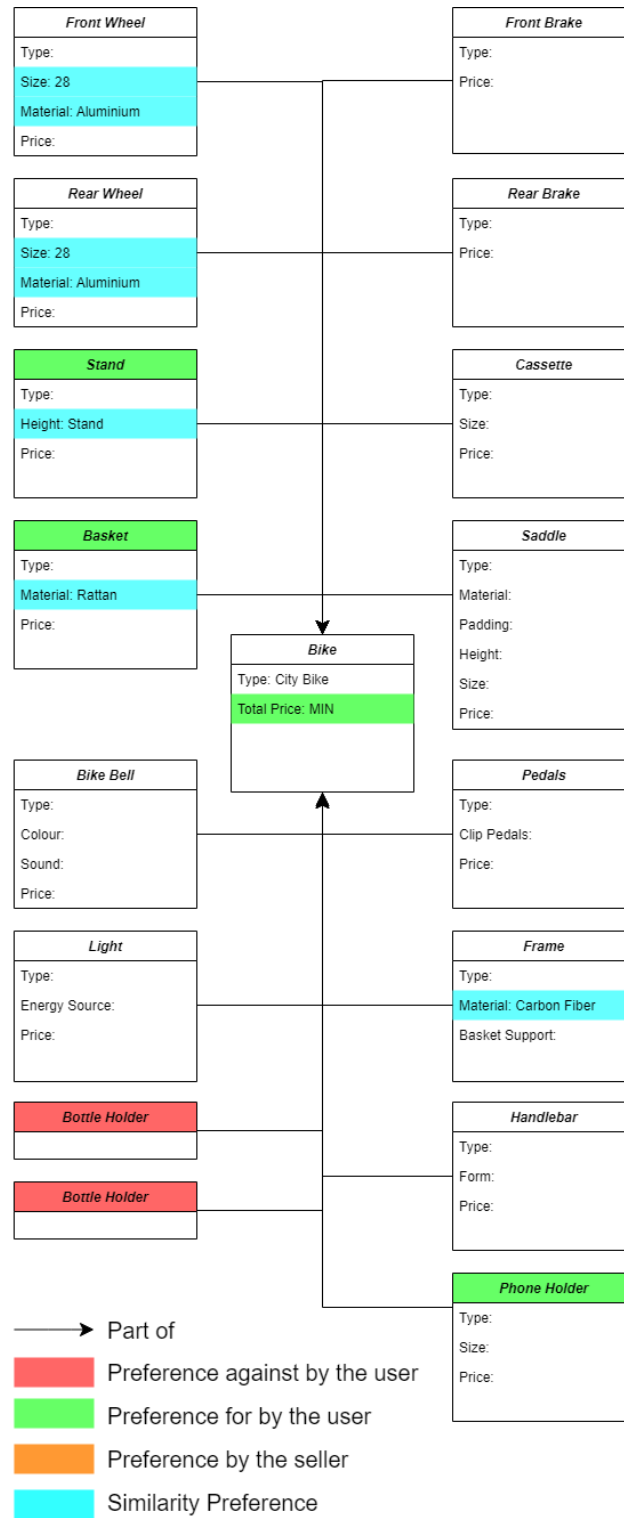 Front Wheel
Type:
Size: 28
Material: Aluminium
Price:
Front Brake
Type:
Price:
Rear Wheel
Type:
Size: 28
Material: Aluminium
Price:
Rear Brake
Type:
Price:
Stand
Type:
Height: Stand
Price:
Cassette
Type:
Size:
Price:
Basket
Type:
Material: Rattan
Price:
Saddle
Type:
Material:
Padding:
Height:
Size:
Price:
Bike
Type: City Bike
Total Price: MIN
Bike Bell
Type:
Colour:
Sound:
Price:
Pedals
Type:
Clip Pedals:
Price:
Light
Type:
Energy Source:
Price:
Frame
Type:
Material: Carbon Fiber
Basket Support:
Bottle Holder
Handlebar
Type:
Form:
Price:
Bottle Holder
Phone Holder
Type:
Size:
Price:
Part of
Preference against by the user
Preference for by the user
Preference by the seller
Similarity Preference